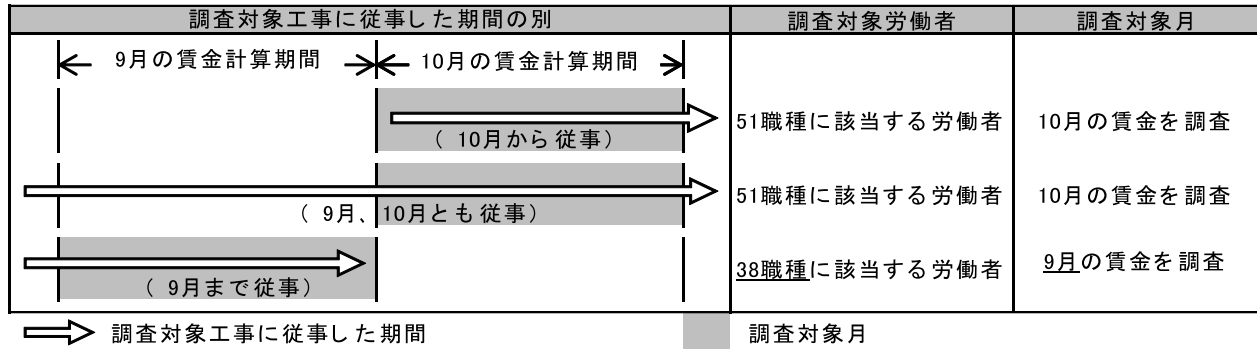 調査対象工事に従事した期間の別 調査対象労働者 調査対象月
9月の賃金計算期間 10月の賃金計算期間
(10月から従事) 51職種に該当する労働者 10月の賃金を調査
(9月、10月とも従事) 51職種に該当する労働者 10月の賃金を調査
(9月まで従事) 38職種に該当する労働者 9月の賃金を調査
調査対象工事に従事した期間 調査対象月